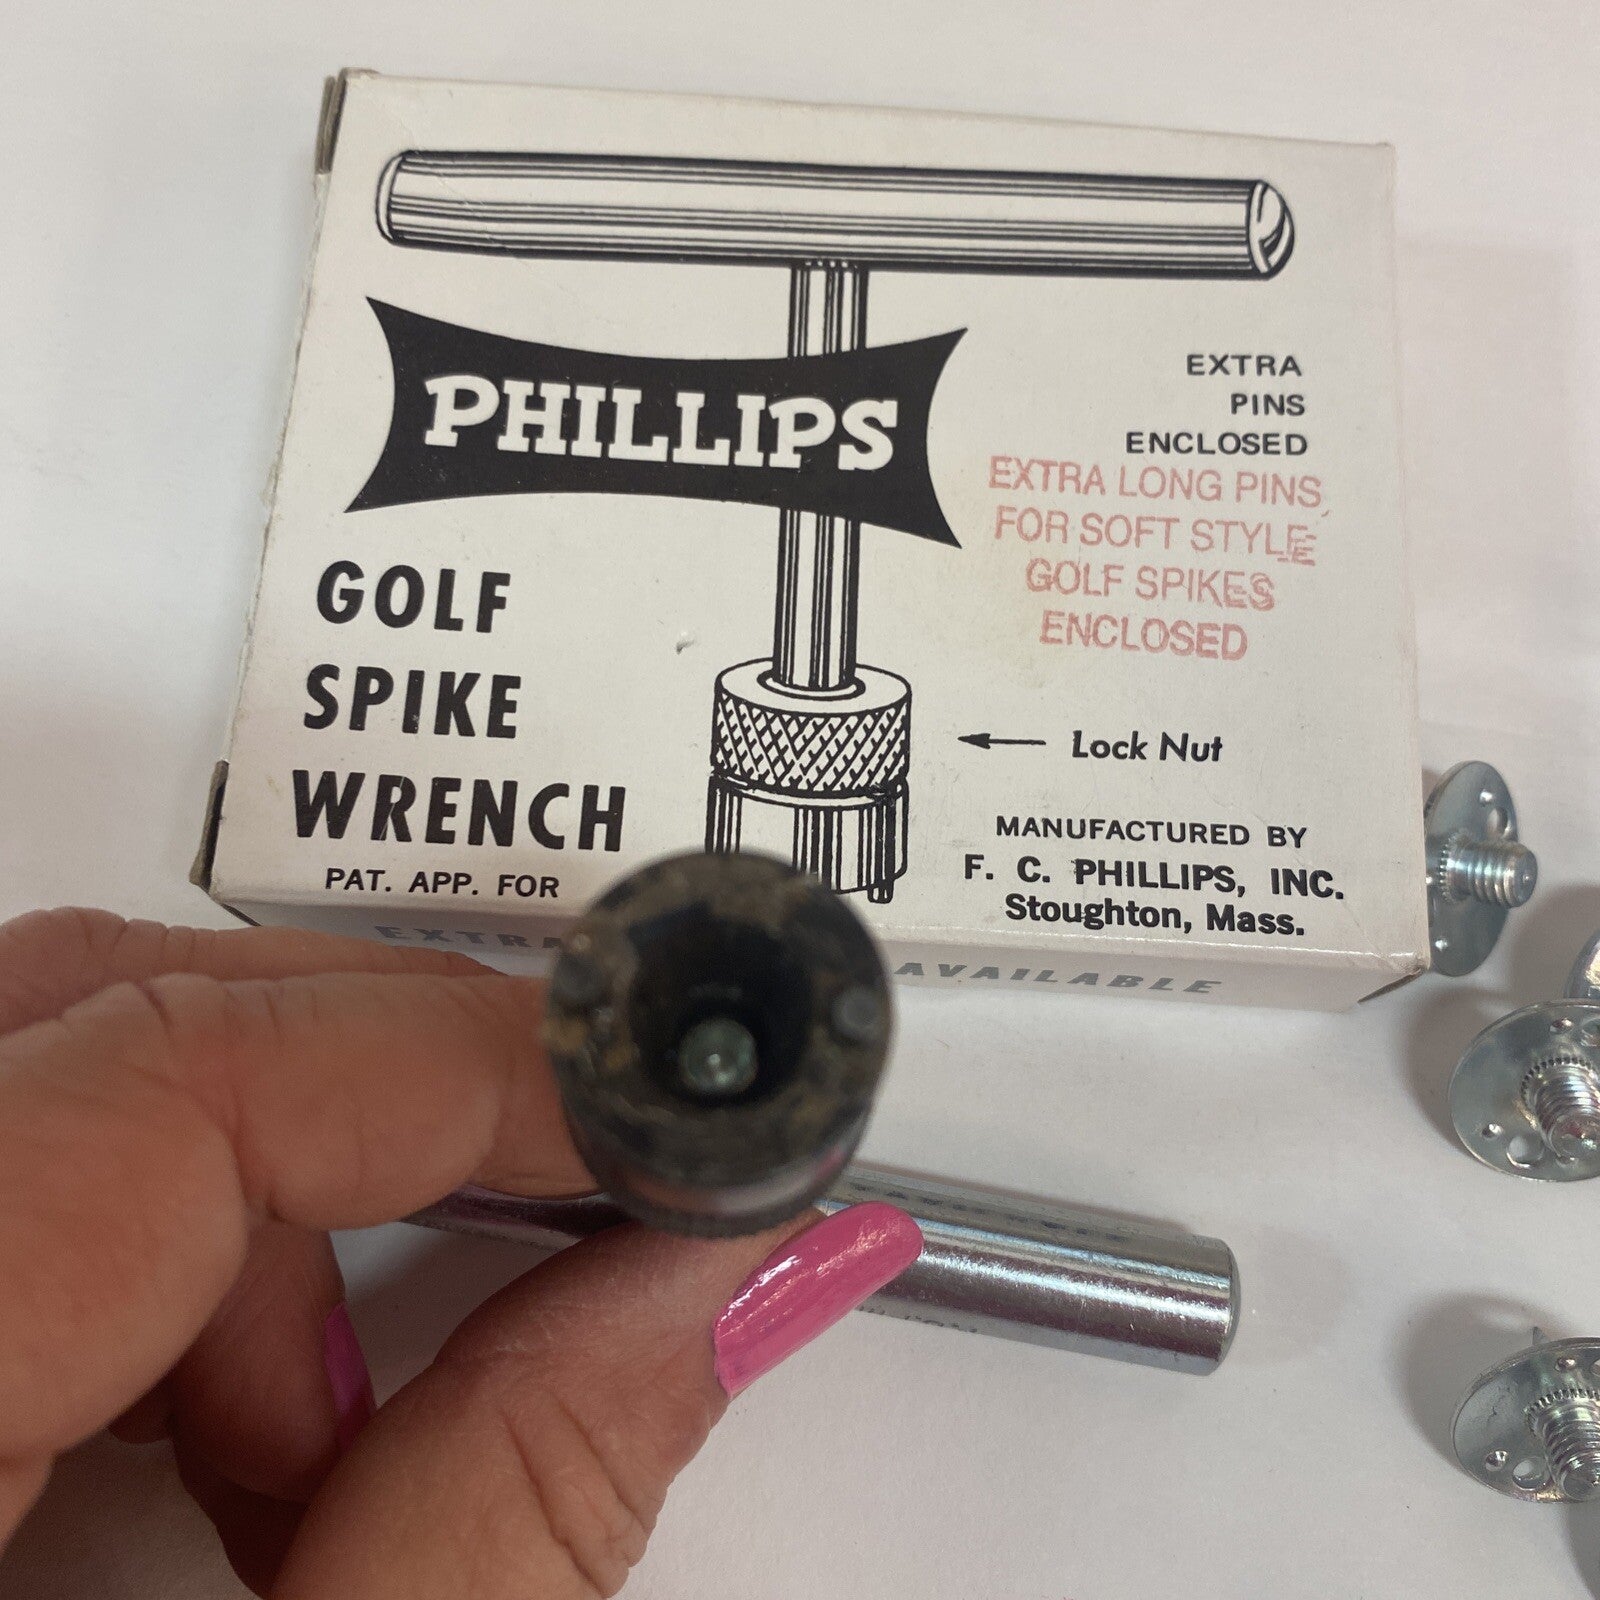 PHILLIPS
GOLF
SPIKE
WRENCH
PAT. APP. FOR
EXTRA
PINS
ENCLOSED
EXTRA LONG PINS
FOR SOFT STYLE
GOLF SPIKES
ENCLOSED
Lock Nut
MANUFACTURED BY
F. C. PHILLIPS, INC.
Stoughton, Mass.
EXTRA AVAILABLE